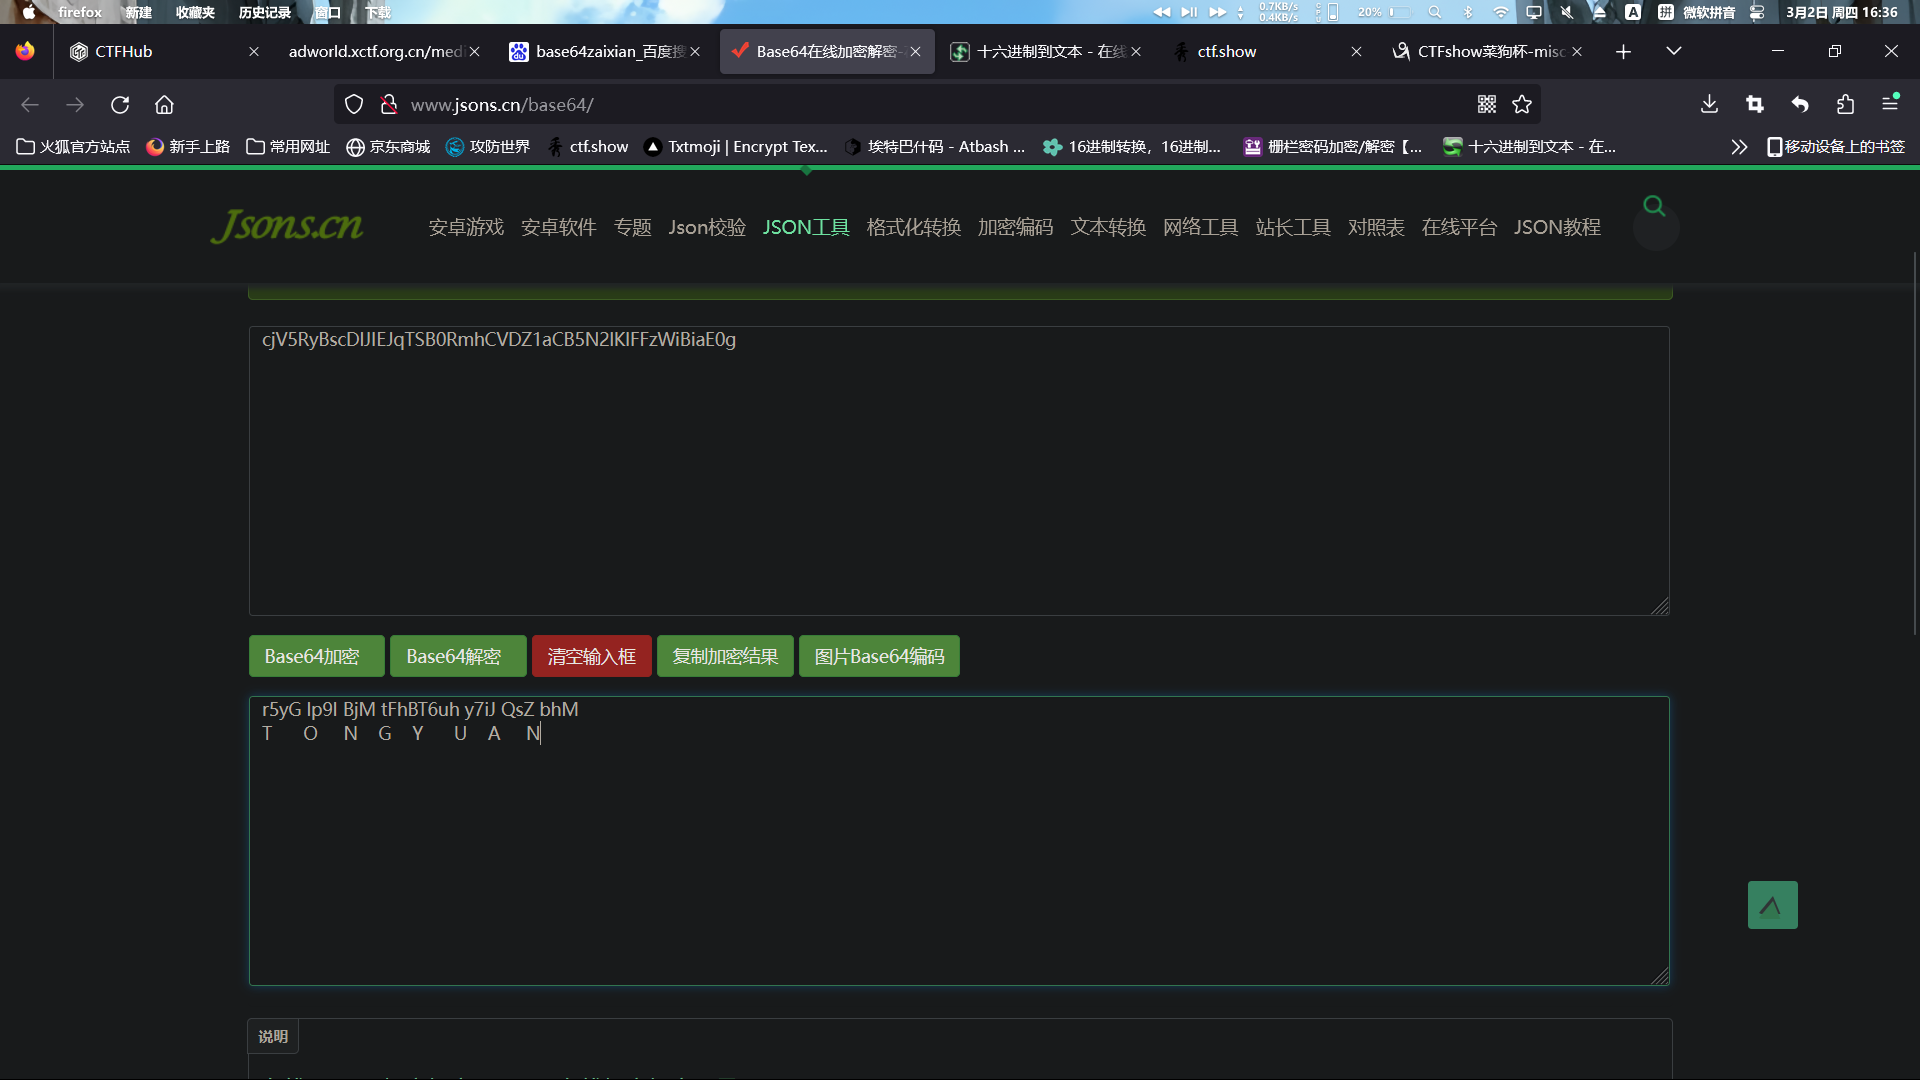 firefox 新建 收藏夹 历史记录 窗口 下载 0.7KB/s 0.4KB/s 20% A 拼 微软拼音 3月2日 周四 16:36
CTFHub adworld.xctf.org.cn/medi base64zaixian_百度搜 Base64在线加密解密- 十六进制到文本 - 在线 ctf.show CTFshow菜狗杯-misc
www.jsons.cn/base64/
火狐官方站点 新手上路 常用网址 京东商城 攻防世界 ctf.show Txtmoji | Encrypt Tex... 埃特巴什码 - Atbash ... 16进制转换，16进制... 栅栏密码加密/解密【... 十六进制到文本 - 在... 移动设备上的书签
Jsons.cn 安卓游戏 安卓软件 专题 Json校验 JSON工具 格式化转换 加密编码 文本转换 网络工具 站长工具 对照表 在线平台 JSON教程
cjV5RyBscDlJIEJqTSB0RmhCVDZ1aCB5N2lKIFFzWiBiaE0g
Base64加密 Base64解密 清空输入框 复制加密结果 图片Base64编码
r5yG lp9I BjM tFhBT6uh y7iJ QsZ bhM
T O N G Y U A N
说明